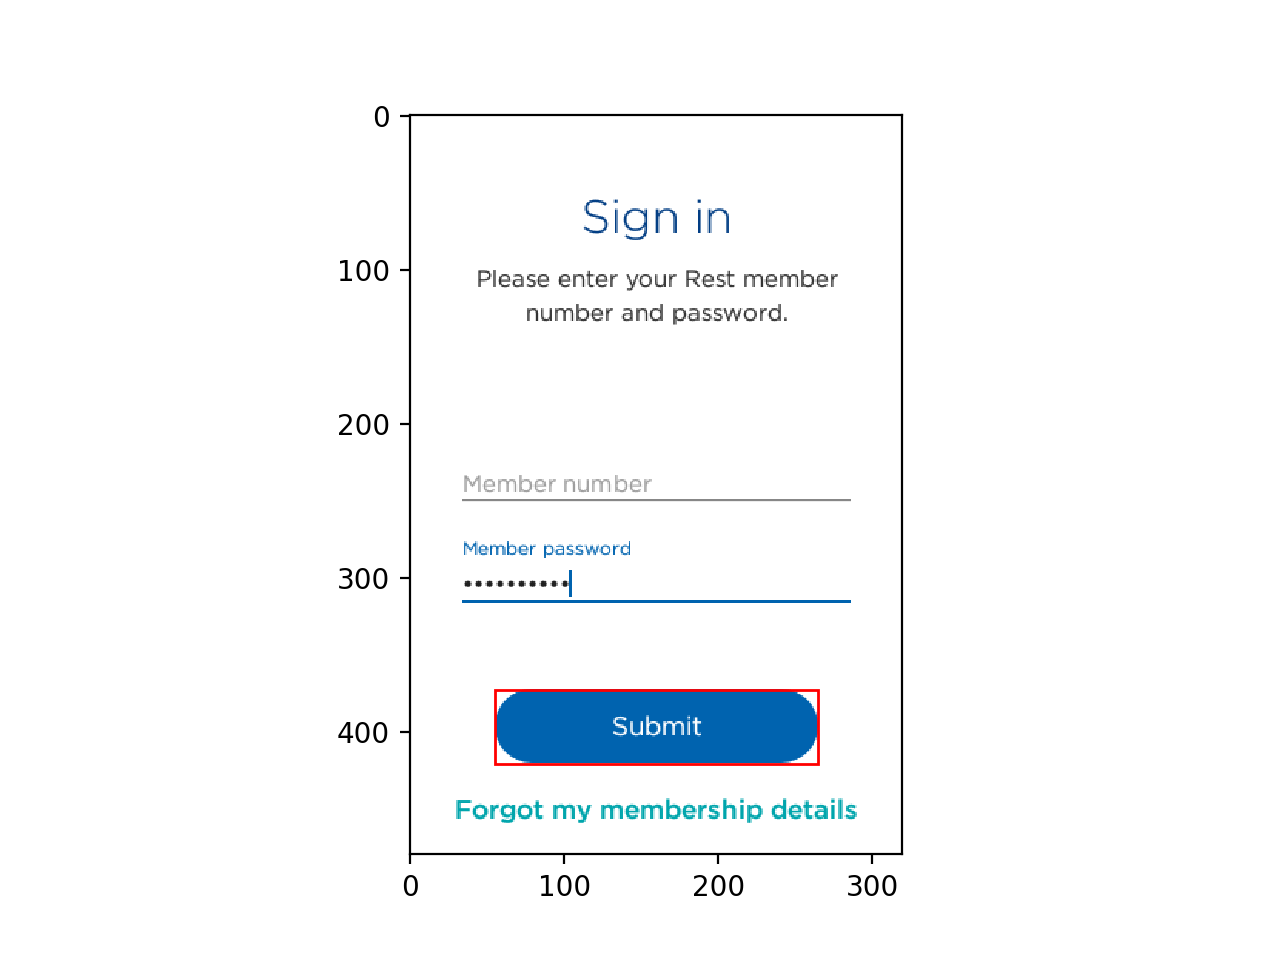 0
100
200
300
400
Sign in
Please enter your Rest member
number and password.
Member number
Member password
••••••••••
Submit
Forgot my membership details
0
100
200
300